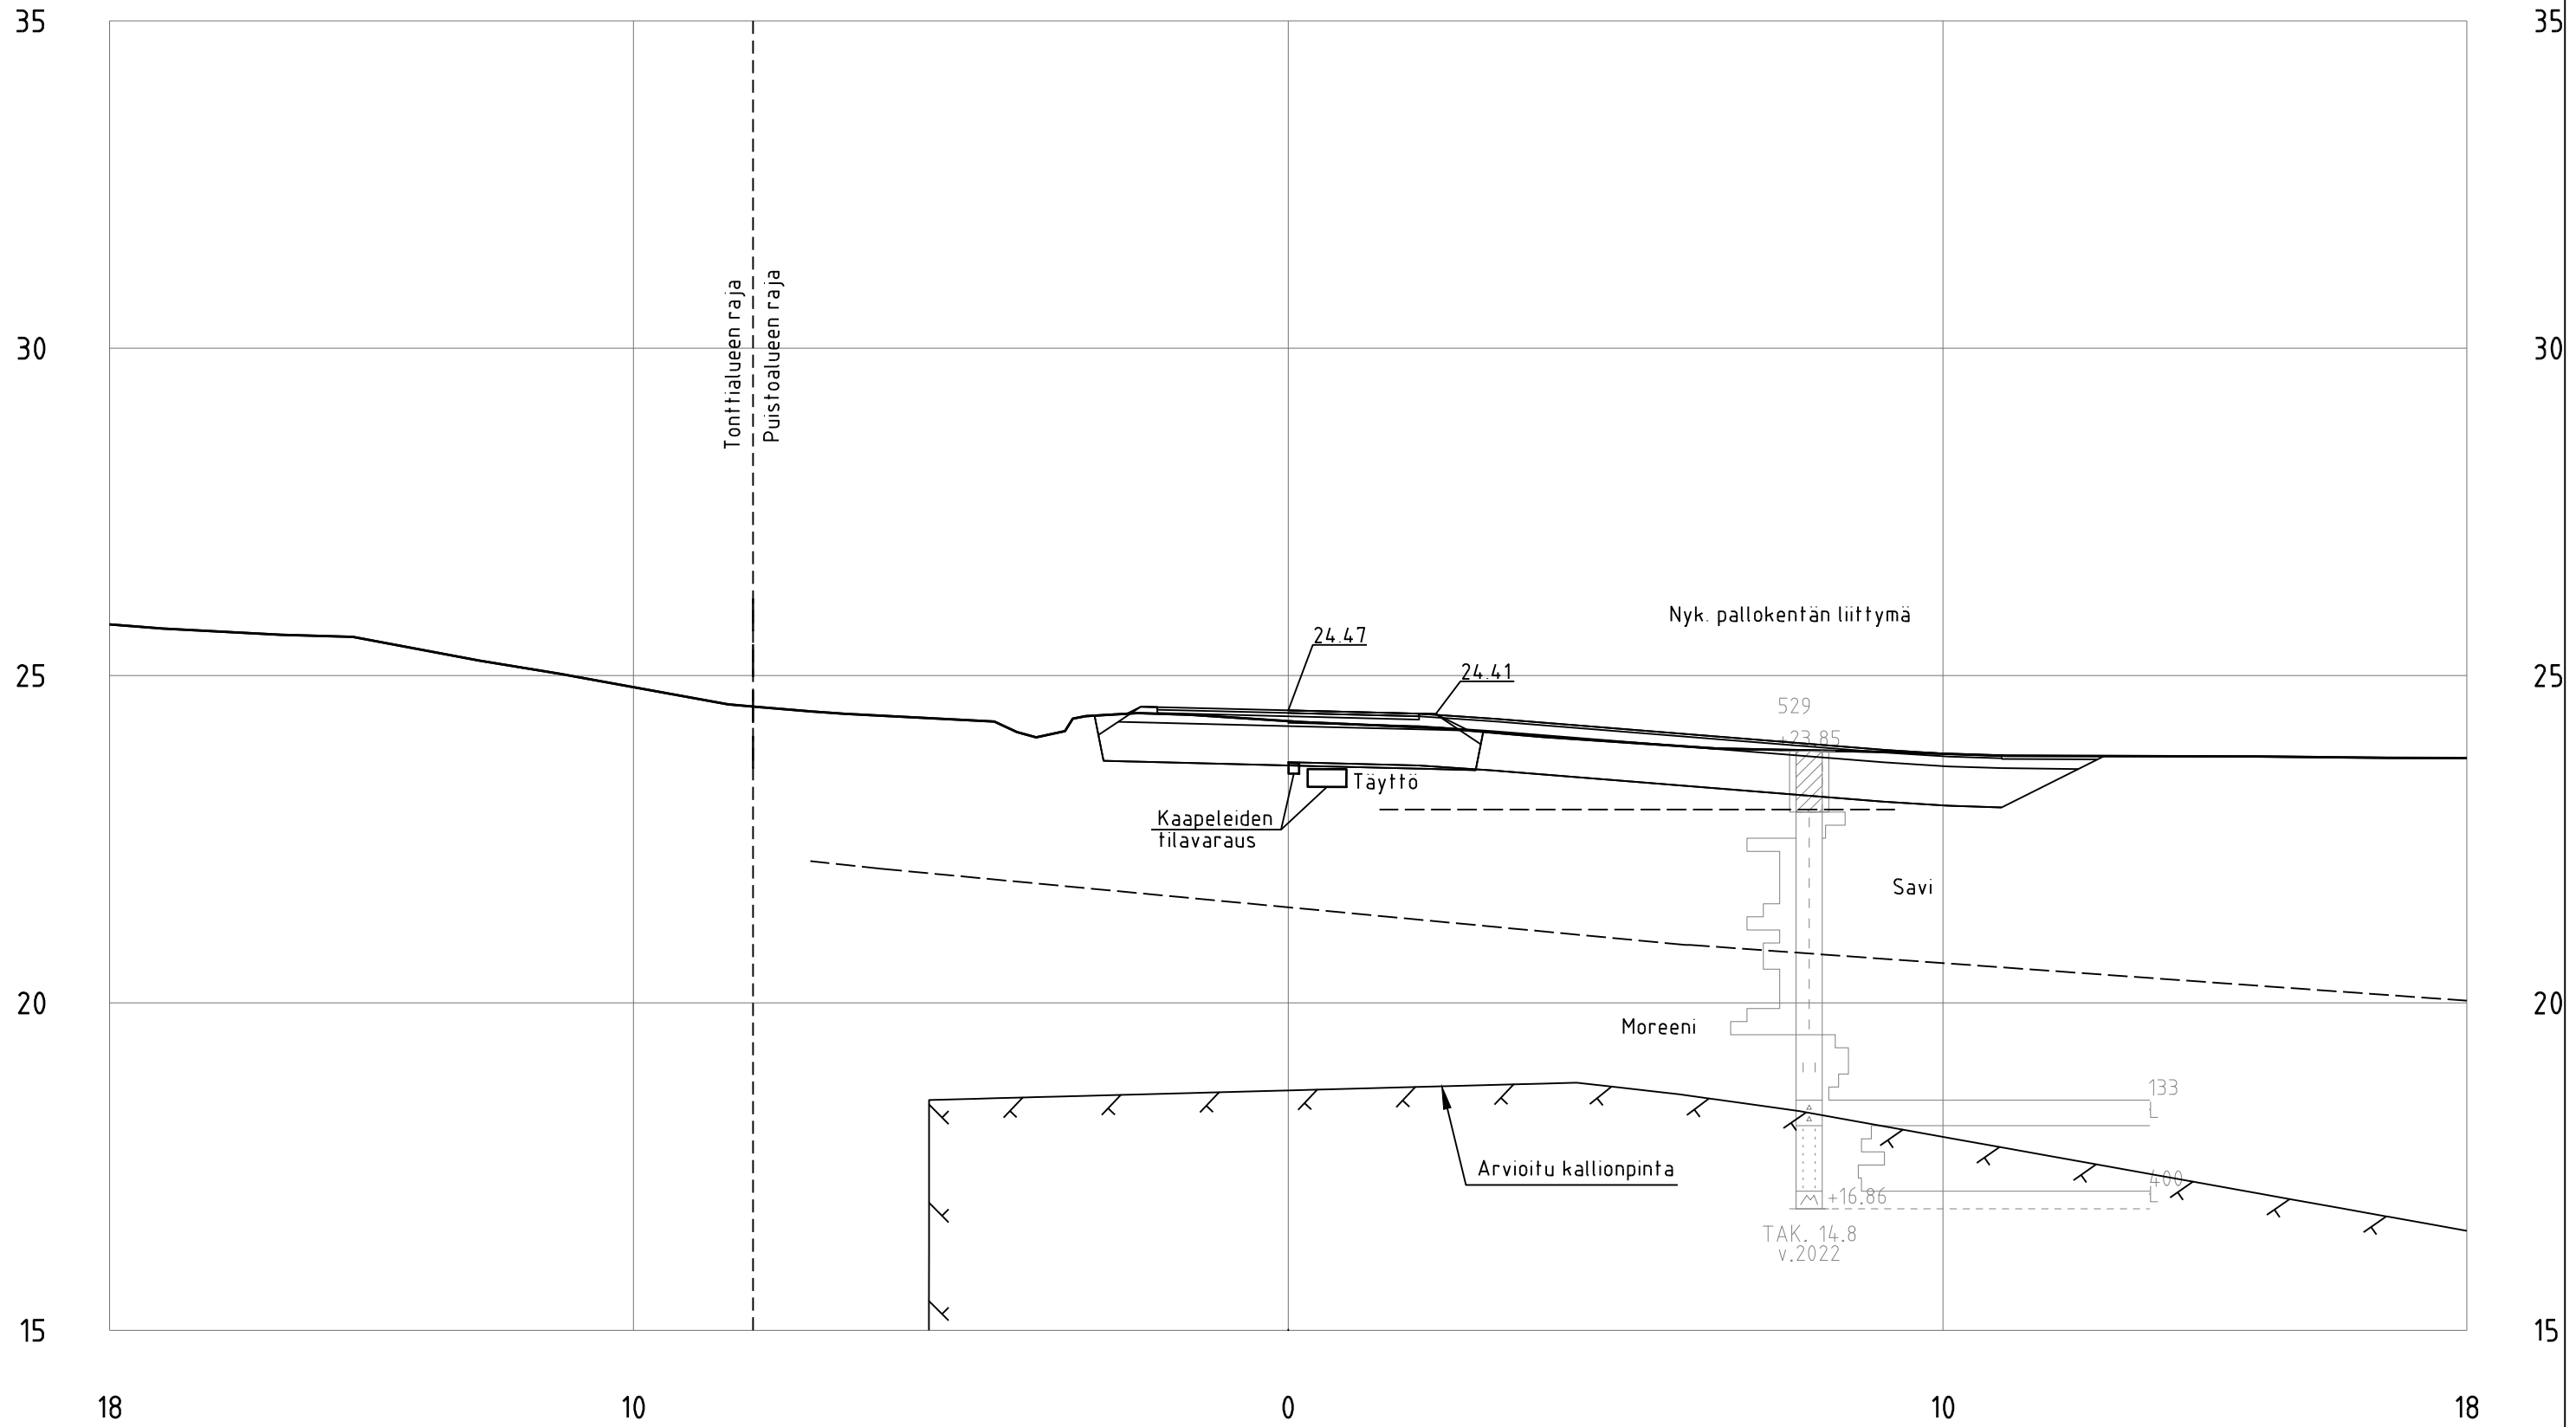 35
35
Tonttialueen raja
Puistoalueen raja
30
30
Nyk. pallokentän liittymä
24.47
24.41
25
25
529
+23.85
Täyttö
Kaapeleiden
tilavaraus
Savi
20
20
Moreeni
133
Arvioitu kallionpinta
400
+16.86
TAK. 14.8
v.2022
15
15
18
10
0
10
18